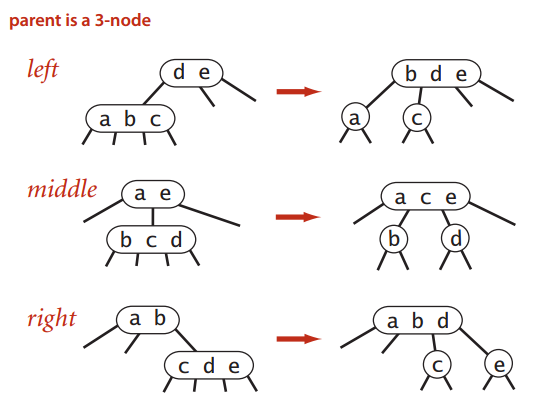 parent is a 3-node
left
d e
a b c
b d e
a
c
middle
a e
b c d
a c e
b
d
right
a b
c d e
a b d
c
e